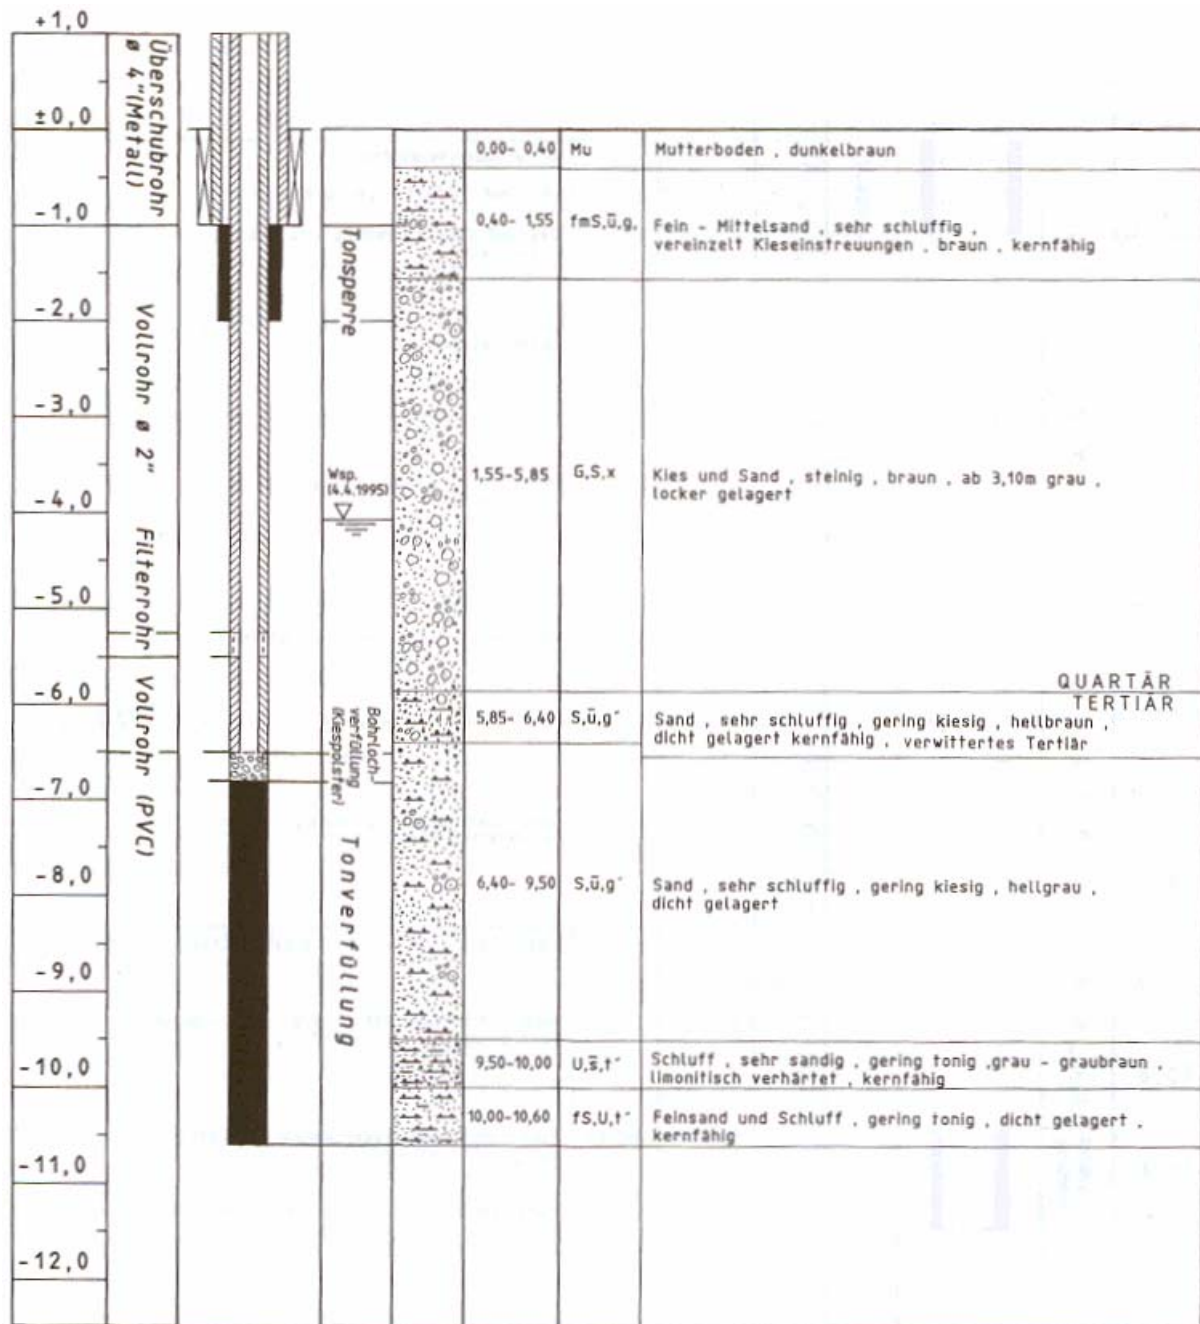 +1,0
±0,0
-1,0
-2,0
-3,0
-4,0
-5,0
-6,0
-7,0
-8,0
-9,0
-10,0
-11,0
-12,0
Überschubrohr
ø 4"(Metall)
Vollrohr ø 2"
Filterrohr
Vollrohr (PVC)
Tonsperre
Wsp.
(4.4.1995)
Bohrloch-
verfüllung
(Kiespolster)
Tonverfüllung
0,00- 0,40 Mu Mutterboden , dunkelbraun
0,40- 1,55 fmS,ū,g, Fein - Mittelsand , sehr schluffig ,
vereinzelt Kieseinstreuungen , braun , kernfähig
1,55-5,85 G,S,x Kies und Sand , steinig , braun , ab 3,10m grau ,
locker gelagert
QUARTÄR
TERTIÄR
5,85- 6,40 S,ū,g' Sand , sehr schluffig , gering kiesig , hellbraun ,
dicht gelagert kernfähig , verwittertes Tertiär
6,40- 9,50 S,ū,g' Sand , sehr schluffig , gering kiesig , hellgrau ,
dicht gelagert
9,50-10,00 U,s̄,t' Schluff , sehr sandig , gering tonig ,grau - graubraun ,
limonitisch verhärtet , kernfähig
10,00-10,60 fS,U,t' Feinsand und Schluff , gering tonig , dicht gelagert ,
kernfähig